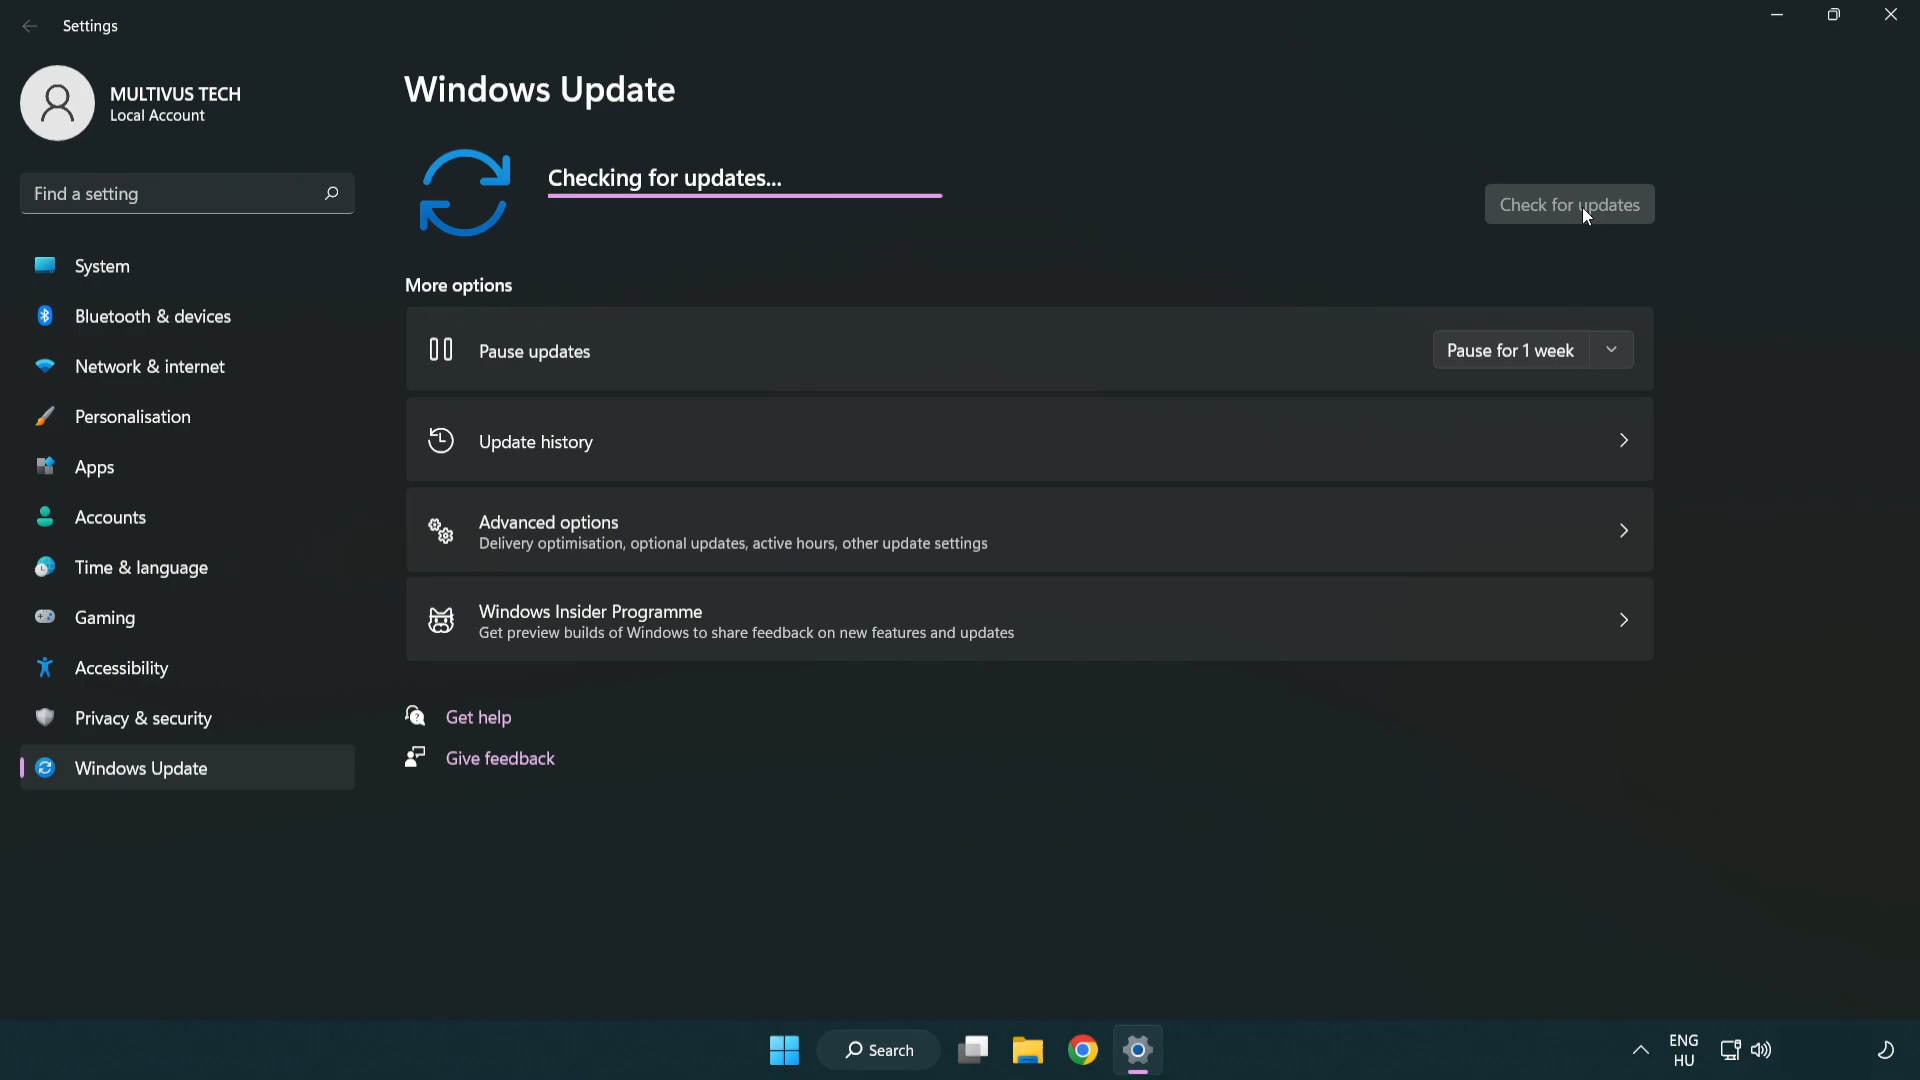 Settings
MULTIVUS TECH
Local Account
Find a setting
System
Bluetooth & devices
Network & internet
Personalisation
Apps
Accounts
Time & language
Gaming
Accessibility
Privacy & security
Windows Update
Windows Update
Checking for updates...
Check for updates
More options
Pause updates
Pause for 1 week
Update history
Advanced options
Delivery optimisation, optional updates, active hours, other update settings
Windows Insider Programme
Get preview builds of Windows to share feedback on new features and updates
Get help
Give feedback
Search
ENG
HU